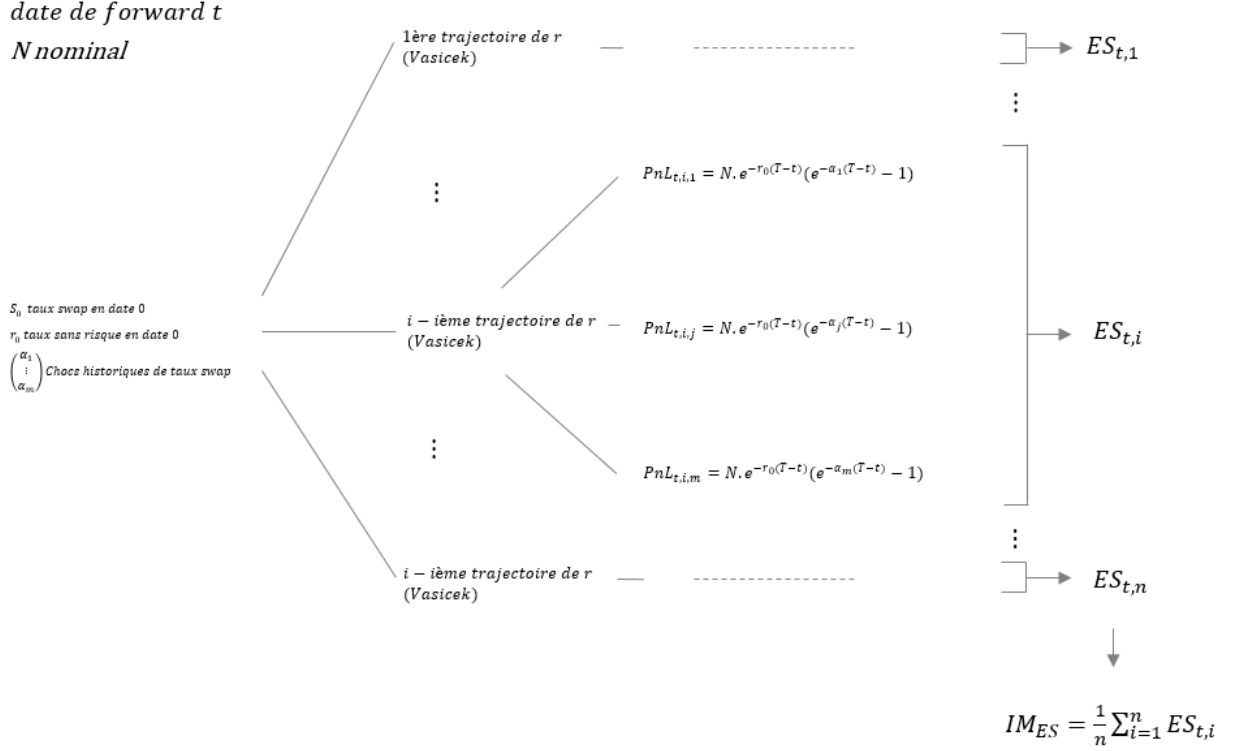 date de forward t
N nominal
1ère trajectoire de r
(Vasicek)
ES_{t,1}
⋮
⋮
PnL_{t,i,1} = N.e^{-r_0(T-t)}(e^{-α_1(T-t)} − 1)
S_0 taux swap en date 0
r_0 taux sans risque en date 0
(α_1 ⋮ α_m) Chocs historiques de taux swap
i − ième trajectoire de r
(Vasicek)
PnL_{t,i,j} = N.e^{-r_0(T-t)}(e^{-α_j(T-t)} − 1)
ES_{t,i}
⋮
PnL_{t,i,m} = N.e^{-r_0(T-t)}(e^{-α_m(T-t)} − 1)
⋮
i − ième trajectoire de r
(Vasicek)
ES_{t,n}
IM_{ES} = \frac{1}{n} ∑_{i=1}^{n} ES_{t,i}